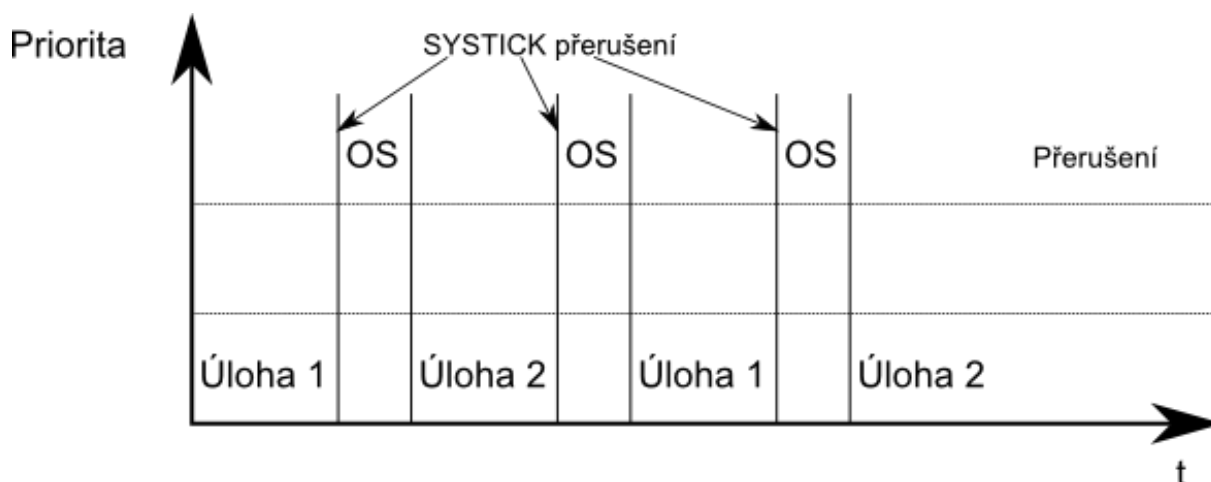 Priorita
SYSTICK přerušení
OS OS OS
Přerušení
Úloha 1 Úloha 2 Úloha 1 Úloha 2
t